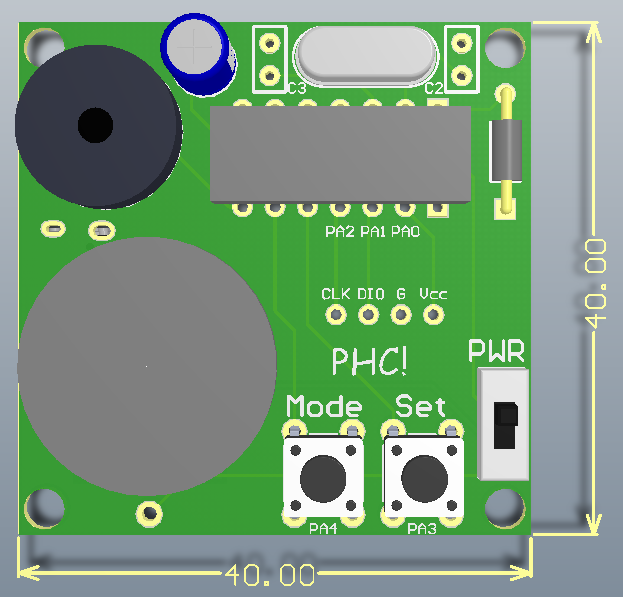 C3 C2
PA2 PA1 PA0
CLK DIO G Vcc
PHC!
PWR
Mode Set
PA4 PA3
40.00
40.00